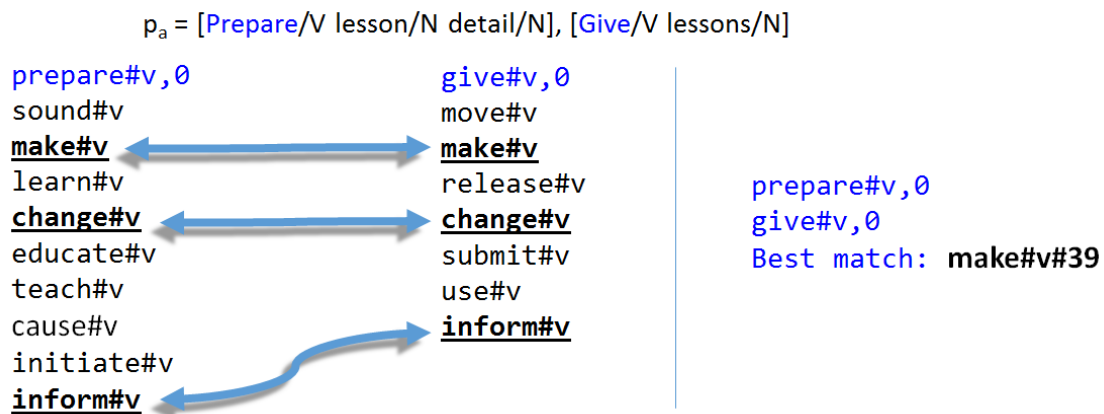 pa = [Prepare/V lesson/N detail/N], [Give/V lessons/N]
prepare#v,0
sound#v
make#v
learn#v
change#v
educate#v
teach#v
cause#v
initiate#v
inform#v
give#v,0
move#v
make#v
release#v
change#v
submit#v
use#v
inform#v
prepare#v,0
give#v,0
Best match: make#v#39